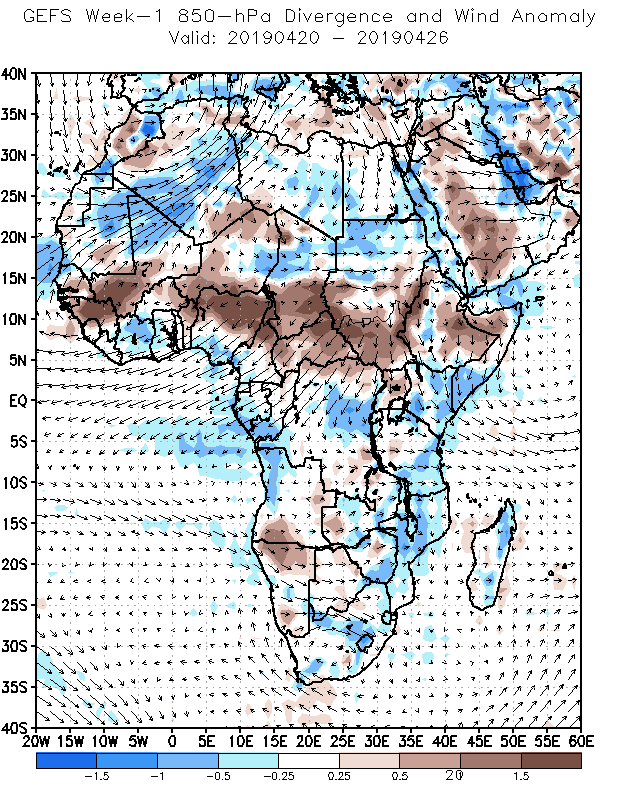 GEFS Week-1 850-hPa Divergence and Wind Anomaly
Valid: 20190420 - 20190426
40N
35N
30N
25N
20N
15N
10N
5N
EQ
5S
10S
15S
20S
25S
30S
35S
40S
20W 15W 10W 5W 0 5E 10E 15E 20E 25E 30E 35E 40E 45E 50E 55E 60E
-1.5 -1 -0.5 -0.25 0.25 0.5 20 1.5